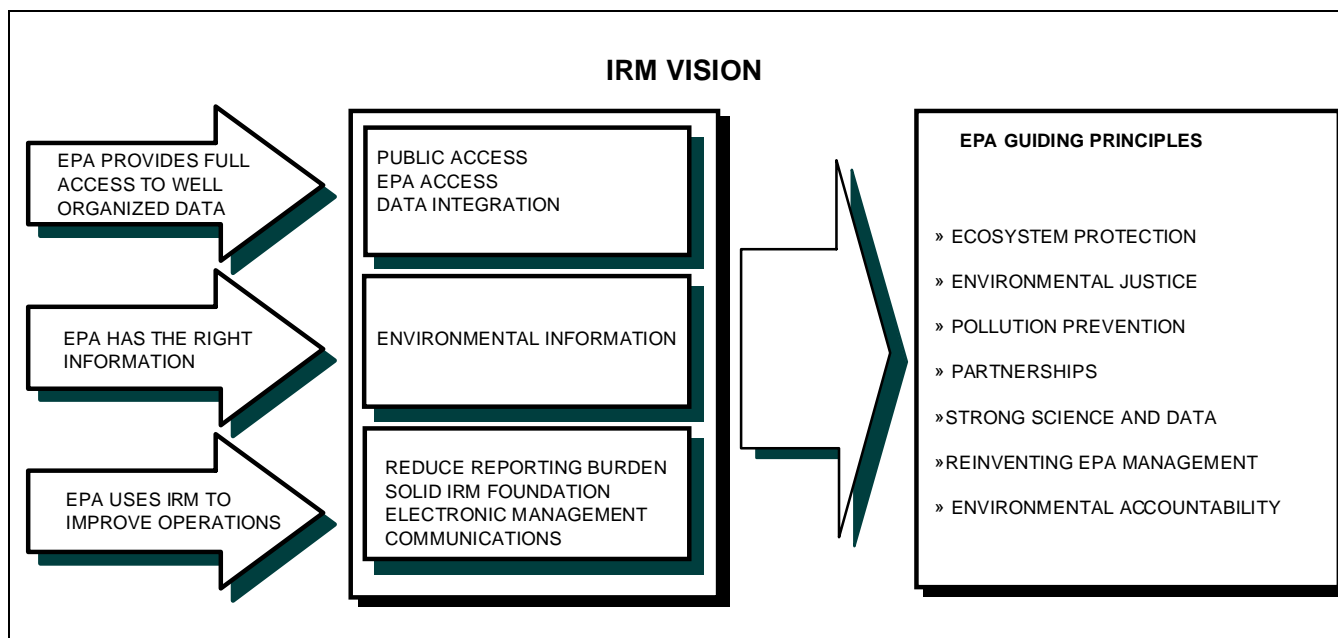 IRM VISION
EPA PROVIDES FULL
ACCESS TO WELL
ORGANIZED DATA
PUBLIC ACCESS
EPA ACCESS
DATA INTEGRATION
EPA HAS THE RIGHT
INFORMATION
ENVIRONMENTAL INFORMATION
EPA USES IRM TO
IMPROVE OPERATIONS
REDUCE REPORTING BURDEN
SOLID IRM FOUNDATION
ELECTRONIC MANAGEMENT
COMMUNICATIONS
EPA GUIDING PRINCIPLES
» ECOSYSTEM PROTECTION
» ENVIRONMENTAL JUSTICE
» POLLUTION PREVENTION
» PARTNERSHIPS
»STRONG SCIENCE AND DATA
»REINVENTING EPA MANAGEMENT
» ENVIRONMENTAL ACCOUNTABILITY